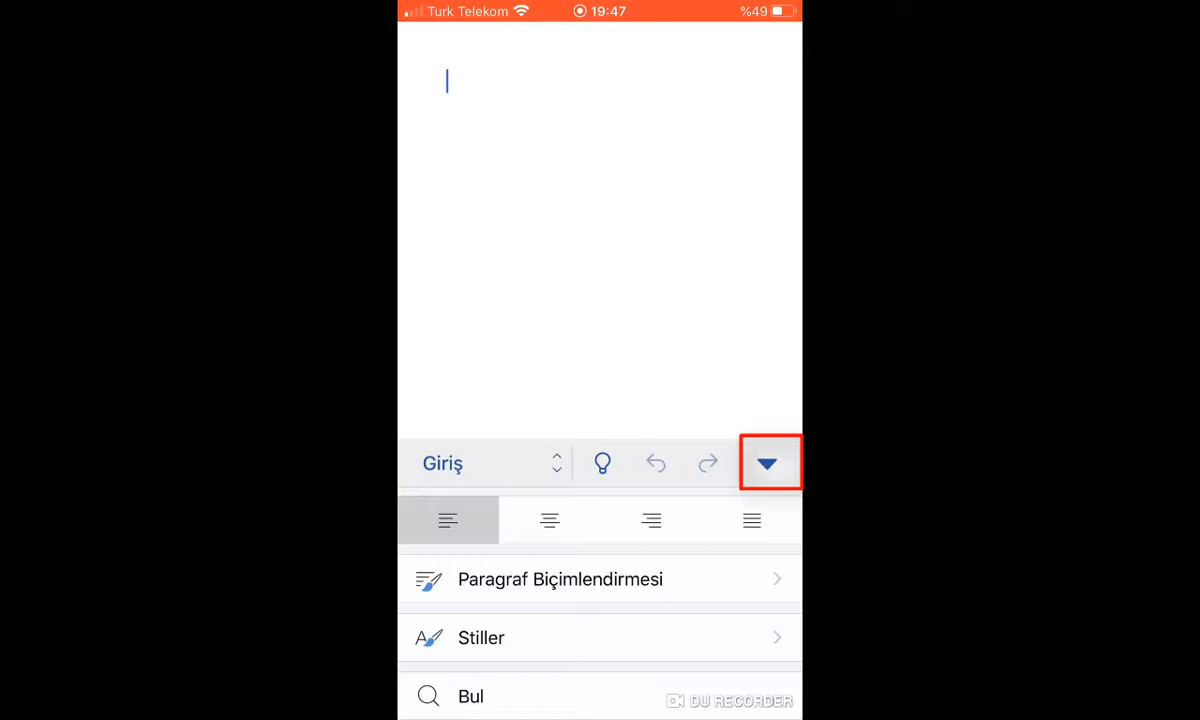 Turk Telekom 19:47 %49
Giriş
Paragraf Biçimlendirmesi
Stiller
Bul
DU RECORDER